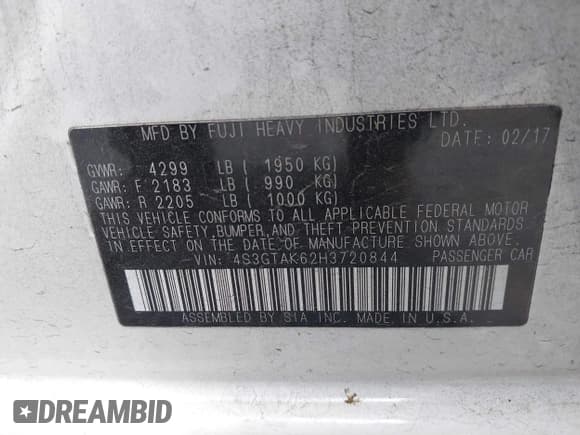 MFD BY FUJI HEAVY INDUSTRIES LTD.
DATE: 02/17
GVWR: 4299 LB ( 1950 KG)
GAWR: F 2183 LB ( 990 KG)
GAWR: R 2205 LB ( 1000 KG)
THIS VEHICLE CONFORMS TO ALL APPLICABLE FEDERAL MOTOR
VEHICLE SAFETY, BUMPER, AND THEFT PREVENTION STANDARDS
IN EFFECT ON THE DATE OF MANUFACTURE SHOWN ABOVE.
VIN: 4S3GTAK62H3720844 PASSENGER CAR
ASSEMBLED BY SIA INC. MADE IN U.S.A.
DREAMBID